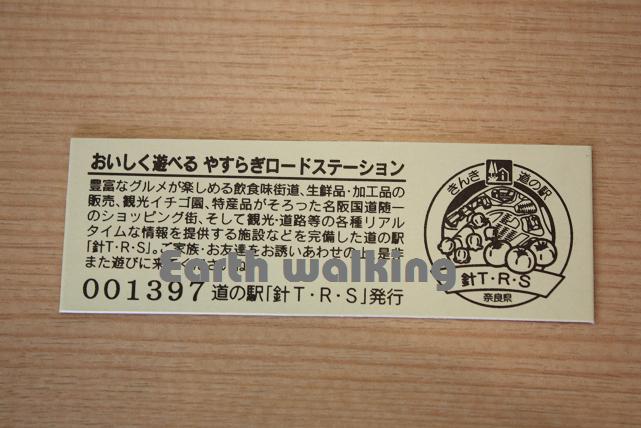 おいしく遊べる やすらぎロードステーション
豊富なグルメが楽しめる飲食味街道、生鮮品・加工品の
販売、観光イチゴ園、特産品がそろった名阪国道随一
のショッピング街、そして観光・道路等の各種リアル
タイムな情報を提供する施設などを完備した道の駅
「針T・R・S」。ご家族・お友達をお誘いあわせの上是非
また遊びに来
Earth walking
001397 道の駅「針T・R・S」発行
きんき 道の駅
針T・R・S
奈良県